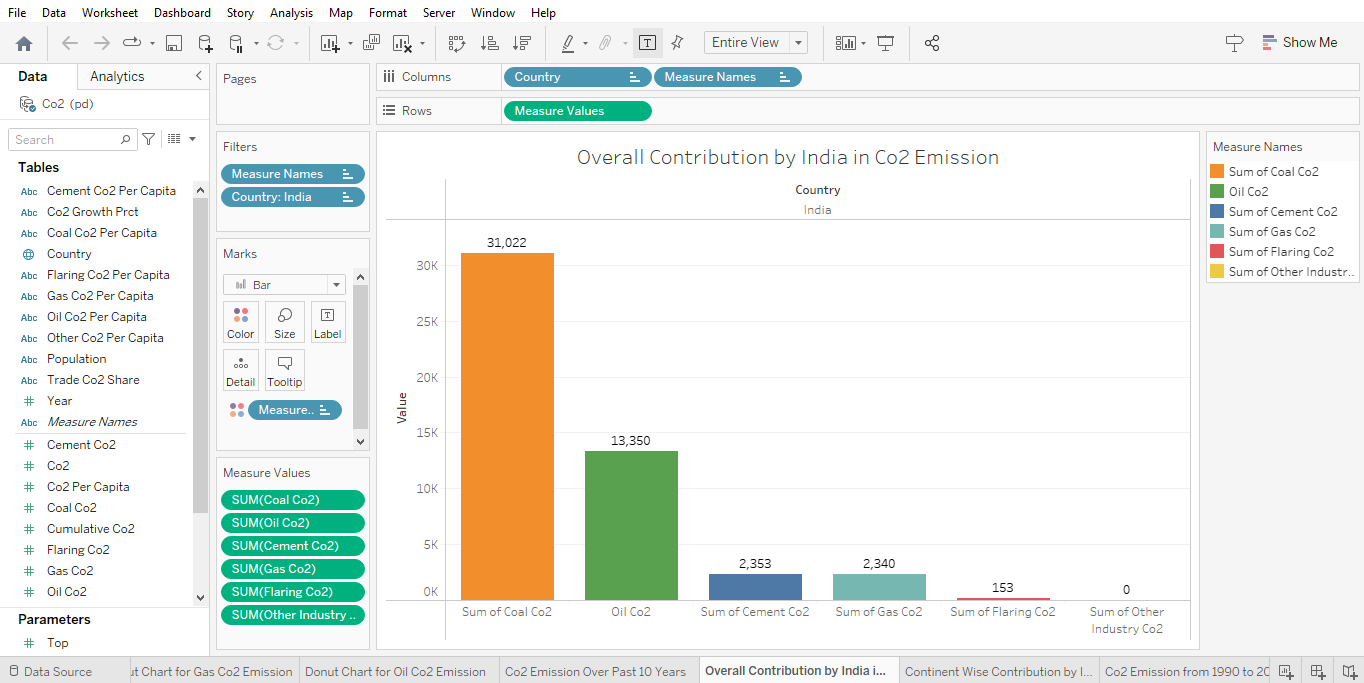 File Data Worksheet Dashboard Story Analysis Map Format Server Window Help
Entire View
Show Me
Data Analytics
Co2 (pd)
Search
Tables
Abc Cement Co2 Per Capita
Abc Co2 Growth Prct
Abc Coal Co2 Per Capita
Country
Abc Flaring Co2 Per Capita
Abc Gas Co2 Per Capita
Abc Oil Co2 Per Capita
Abc Other Co2 Per Capita
Abc Population
Abc Trade Co2 Share
# Year
Abc Measure Names
# Cement Co2
# Co2
# Co2 Per Capita
# Coal Co2
# Cumulative Co2
# Flaring Co2
# Gas Co2
# Oil Co2
Parameters
# Top
Pages
Filters
Measure Names
Country: India
Marks
Bar
Color Size Label
Detail Tooltip
Measure..
Measure Values
SUM(Coal Co2)
SUM(Oil Co2)
SUM(Cement Co2)
SUM(Gas Co2)
SUM(Flaring Co2)
SUM(Other Industry ..
Columns Country Measure Names
Rows Measure Values
Overall Contribution by India in Co2 Emission
Country
India
Value
30K
25K
20K
15K
10K
5K
0K
31,022
13,350
2,353
2,340
153
0
Sum of Coal Co2
Oil Co2
Sum of Cement Co2
Sum of Gas Co2
Sum of Flaring Co2
Sum of Other
Industry Co2
Measure Names
Sum of Coal Co2
Oil Co2
Sum of Cement Co2
Sum of Gas Co2
Sum of Flaring Co2
Sum of Other Industr..
Data Source
ut Chart for Gas Co2 Emission
Donut Chart for Oil Co2 Emission
Co2 Emission Over Past 10 Years
Overall Contribution by India i...
Continent Wise Contribution by I...
Co2 Emission from 1990 to 20